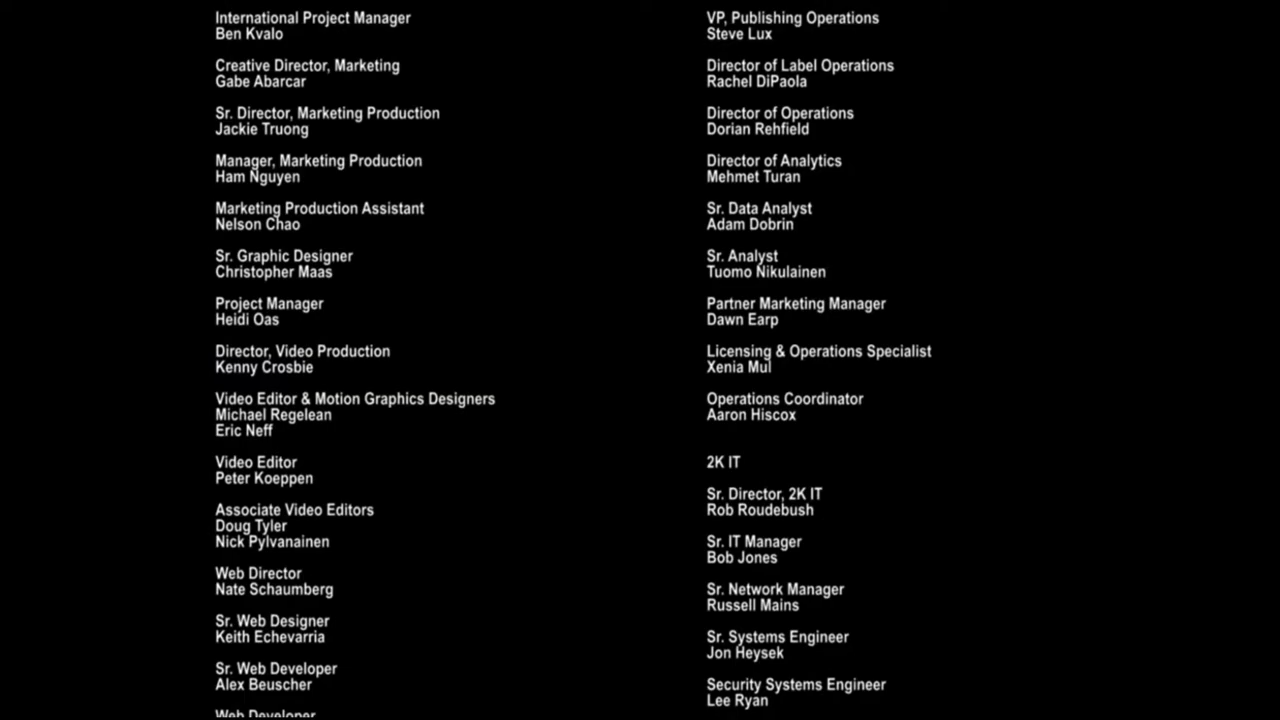 International Project Manager
Ben Kvalo
Creative Director, Marketing
Gabe Abarcar
Sr. Director, Marketing Production
Jackie Truong
Manager, Marketing Production
Ham Nguyen
Marketing Production Assistant
Nelson Chao
Sr. Graphic Designer
Christopher Maas
Project Manager
Heidi Oas
Director, Video Production
Kenny Crosbie
Video Editor & Motion Graphics Designers
Michael Regelean
Eric Neff
Video Editor
Peter Koeppen
Associate Video Editors
Doug Tyler
Nick Pylvanainen
Web Director
Nate Schaumberg
Sr. Web Designer
Keith Echevarria
Sr. Web Developer
Alex Beuscher
Web Developer
VP, Publishing Operations
Steve Lux
Director of Label Operations
Rachel DiPaola
Director of Operations
Dorian Rehfield
Director of Analytics
Mehmet Turan
Sr. Data Analyst
Adam Dobrin
Sr. Analyst
Tuomo Nikulainen
Partner Marketing Manager
Dawn Earp
Licensing & Operations Specialist
Xenia Mul
Operations Coordinator
Aaron Hiscox
2K IT
Sr. Director, 2K IT
Rob Roudebush
Sr. IT Manager
Bob Jones
Sr. Network Manager
Russell Mains
Sr. Systems Engineer
Jon Heysek
Security Systems Engineer
Lee Ryan